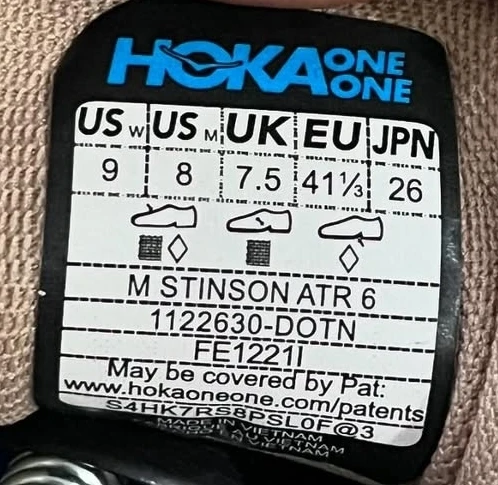 HOKA ONE ONE
US W US M UK EU JPN
9 8 7.5 41⅓ 26
M STINSON ATR 6
1122630-DOTN
FE1221I
May be covered by Pat:
www.hokaoneone.com/patents
S4HK7RS8PSL0F@3
MADE IN VIETNAM
VIETNAM